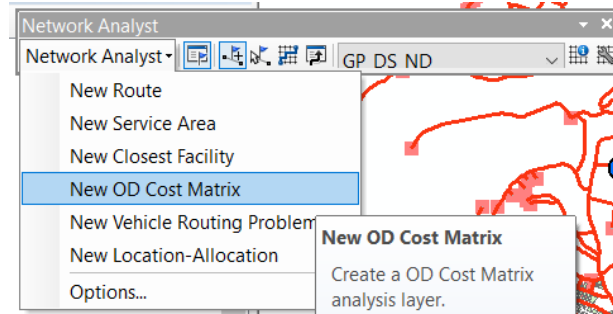 Network Analyst
Network Analyst
GP_DS_ND
New Route
New Service Area
New Closest Facility
New OD Cost Matrix
New Vehicle Routing Problem
New Location-Allocation
Options...
New OD Cost Matrix
Create a OD Cost Matrix
analysis layer.